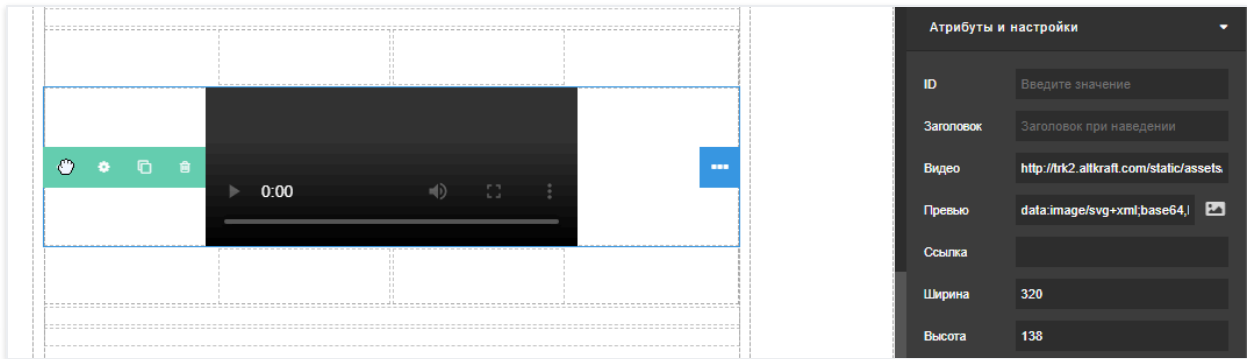 Атрибуты и настройки
ID Введите значение
Заголовок Заголовок при наведении
Видео http://trk2.altkraft.com/static/assets
0:00
Превью data:image/svg+xml;base64,
Ссылка
Ширина 320
Высота 138